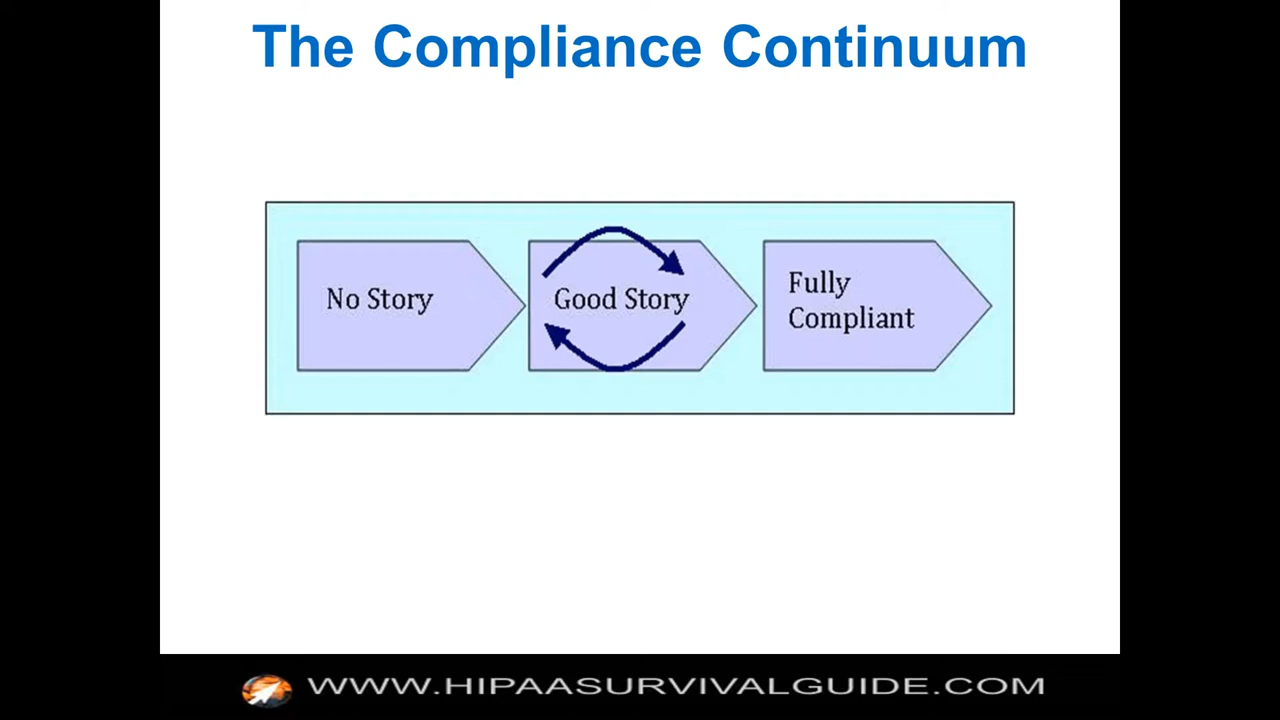 The Compliance Continuum
No Story
Good Story
Fully
Compliant
WWW.HIPAASURVIVALGUIDE.COM